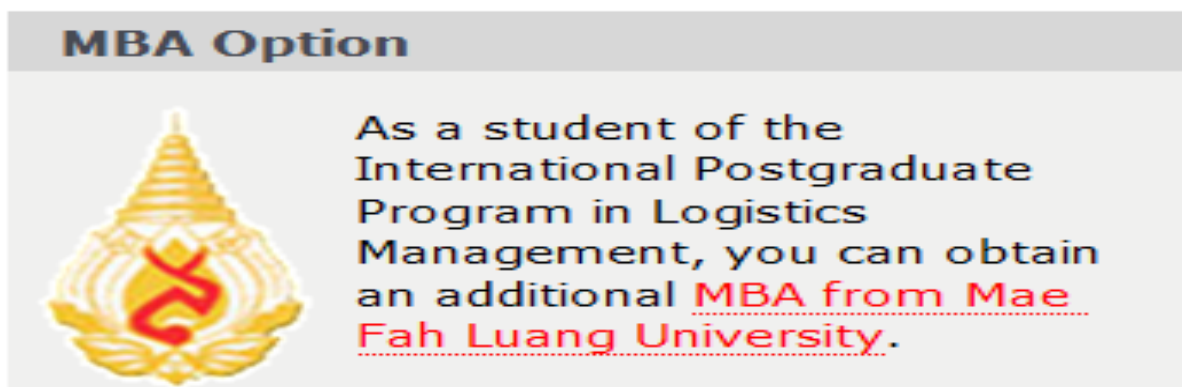 MBA Option
As a student of the
International Postgraduate
Program in Logistics
Management, you can obtain
an additional MBA from Mae
Fah Luang University.